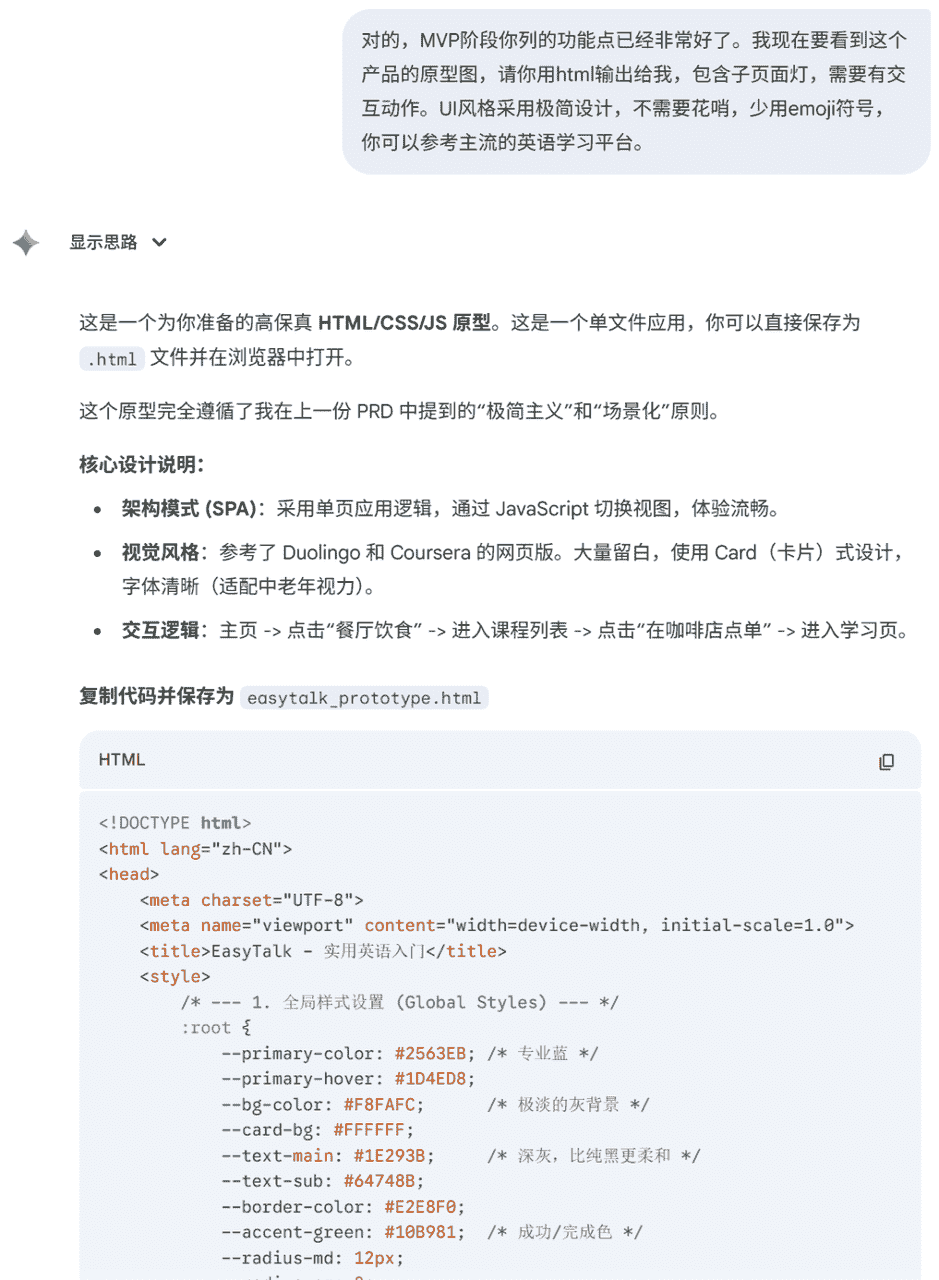 对的，MVP阶段你列的功能点已经非常好了。我现在要看到这个
产品的原型图，请你用html输出给我，包含子页面灯，需要有交
互动作。UI风格采用极简设计，不需要花哨，少用emoji符号，
你可以参考主流的英语学习平台。
显示思路
这是一个为你准备的高保真 HTML/CSS/JS 原型。这是一个单文件应用，你可以直接保存为
.html 文件并在浏览器中打开。
这个原型完全遵循了我在上一份 PRD 中提到的“极简主义”和“场景化”原则。
核心设计说明：
• 架构模式 (SPA)：采用单页应用逻辑，通过 JavaScript 切换视图，体验流畅。
• 视觉风格：参考了 Duolingo 和 Coursera 的网页版。大量留白，使用 Card（卡片）式设计，
字体清晰（适配中老年视力）。
• 交互逻辑：主页 -> 点击“餐厅饮食” -> 进入课程列表 -> 点击“在咖啡店点单” -> 进入学习页。
复制代码并保存为 easytalk_prototype.html
HTML
<!DOCTYPE html>
<html lang="zh-CN">
<head>
    <meta charset="UTF-8">
    <meta name="viewport" content="width=device-width, initial-scale=1.0">
    <title>EasyTalk - 实用英语入门</title>
    <style>
        /* --- 1. 全局样式设置 (Global Styles) --- */
        :root {
            --primary-color: #2563EB; /* 专业蓝 */
            --primary-hover: #1D4ED8;
            --bg-color: #F8FAFC;      /* 极淡的灰背景 */
            --card-bg: #FFFFFF;
            --text-main: #1E293B;     /* 深灰，比纯黑更柔和 */
            --text-sub: #64748B;
            --border-color: #E2E8F0;
            --accent-green: #10B981;  /* 成功/完成色 */
            --radius-md: 12px;